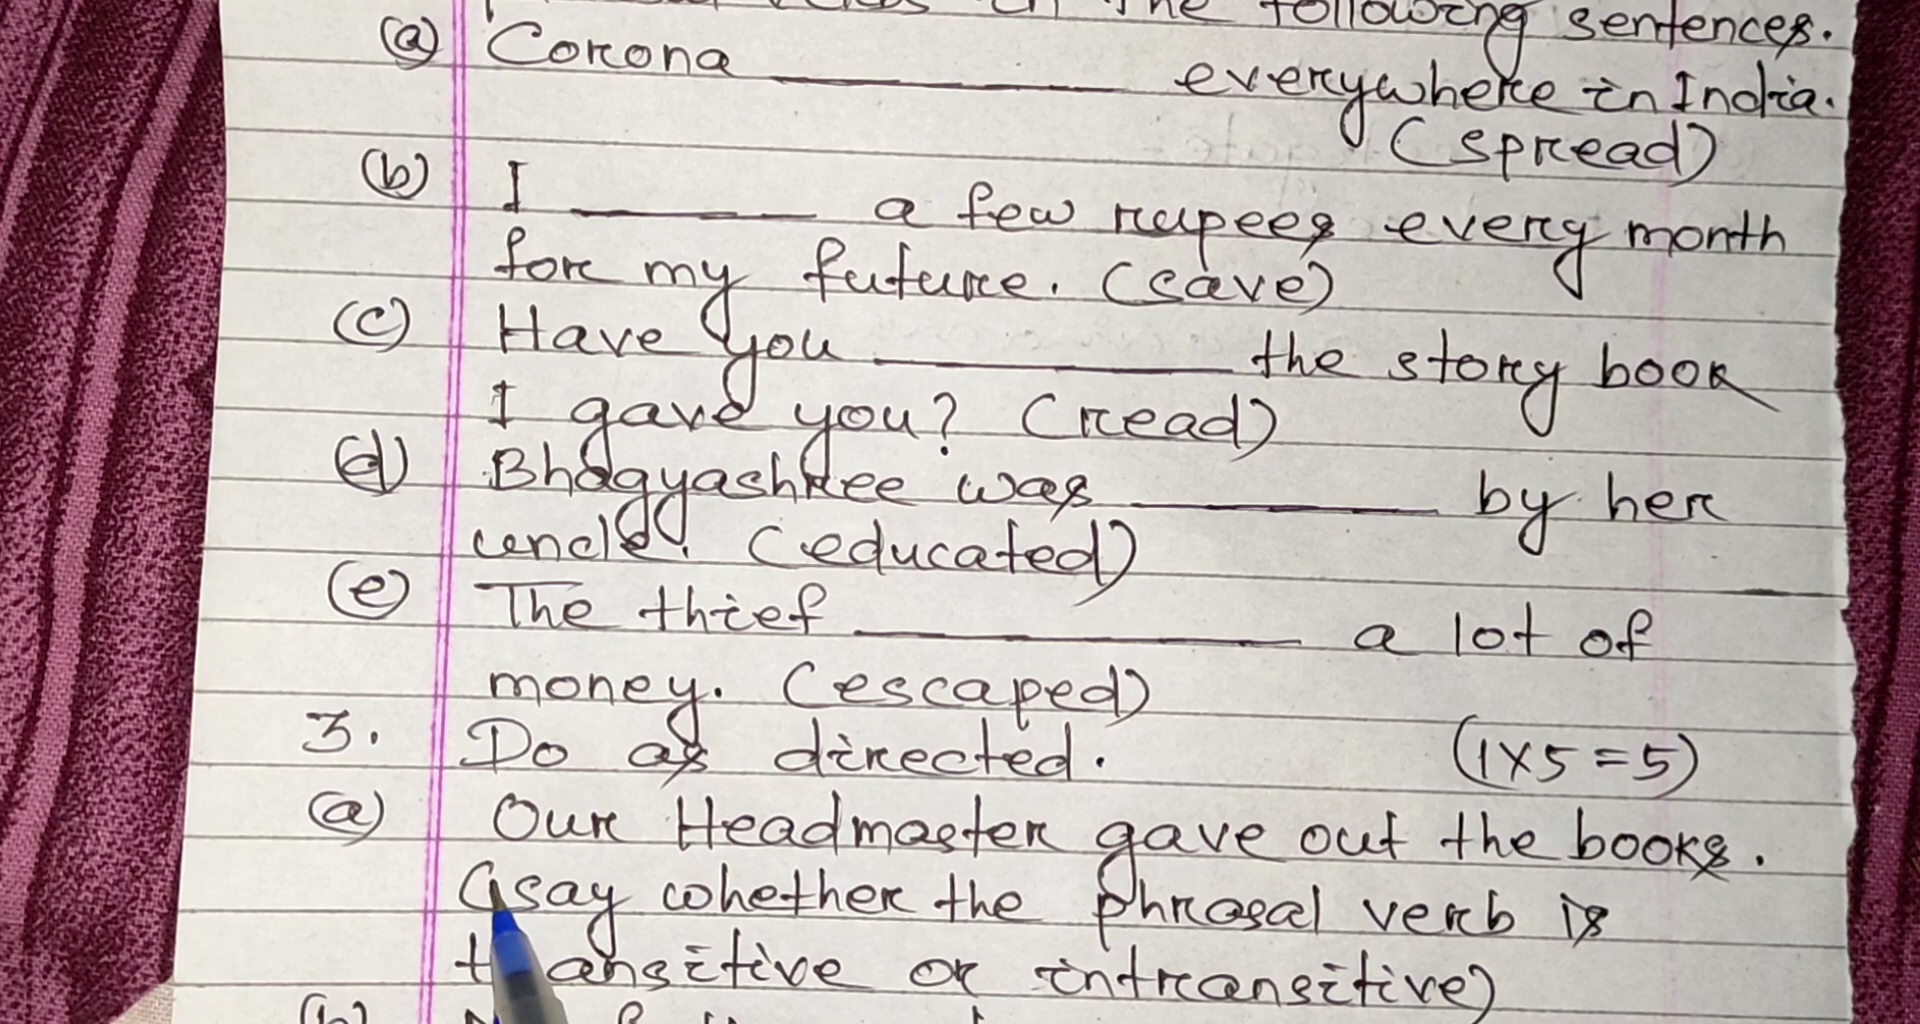 the following sentences.
(a) Corona ______ everywhere in India.
(spread)
(b) I ______ a few rupees every month
for my future. (save)
(c) Have you ______ the story book
I gave you? (read)
(d) Bhagyashree was ______ by her
uncle. (educated)
(e) The thief ______ a lot of
money. (escaped)
3. Do as directed. (1x5=5)
(a) Our Headmaster gave out the books.
(say whether the phrasal verb is
transitive or intransitive)
(b)